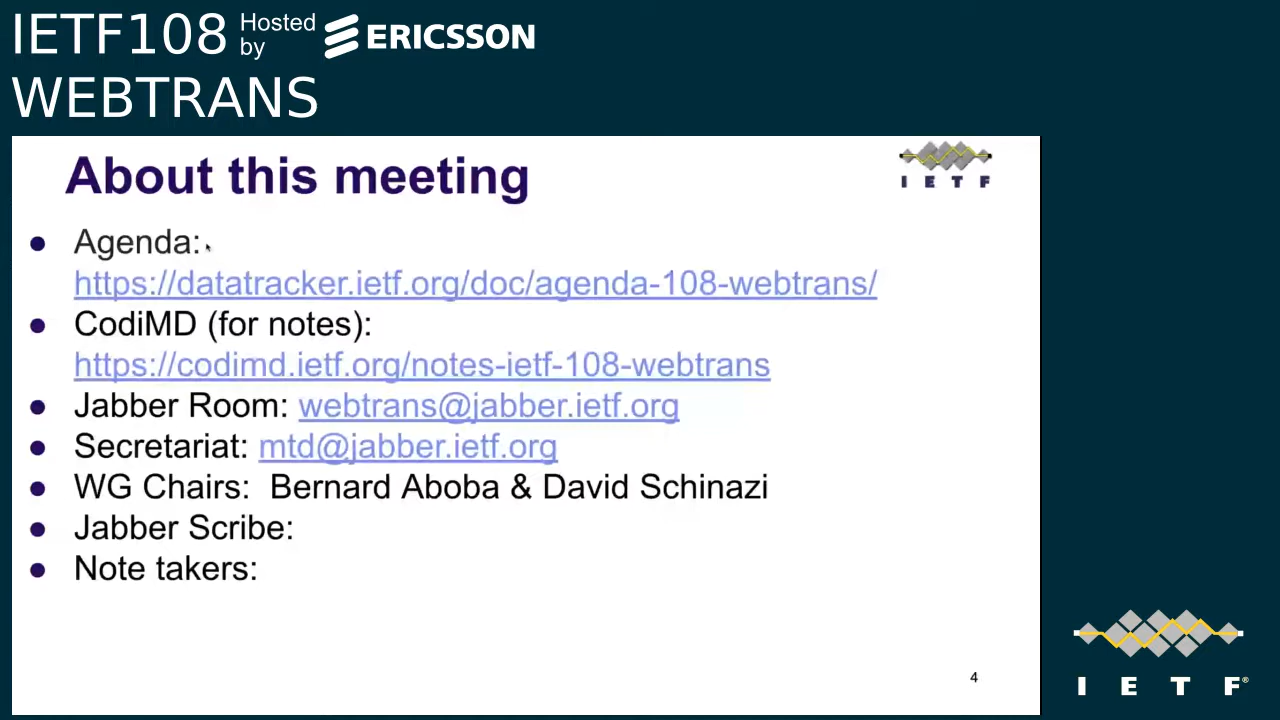 IETF108 Hosted by ERICSSON
WEBTRANS
About this meeting
IETF
● Agenda:
https://datatracker.ietf.org/doc/agenda-108-webtrans/
● CodiMD (for notes):
https://codimd.ietf.org/notes-ietf-108-webtrans
● Jabber Room: webtrans@jabber.ietf.org
● Secretariat: mtd@jabber.ietf.org
● WG Chairs:  Bernard Aboba & David Schinazi
● Jabber Scribe:
● Note takers:
4
IETF®